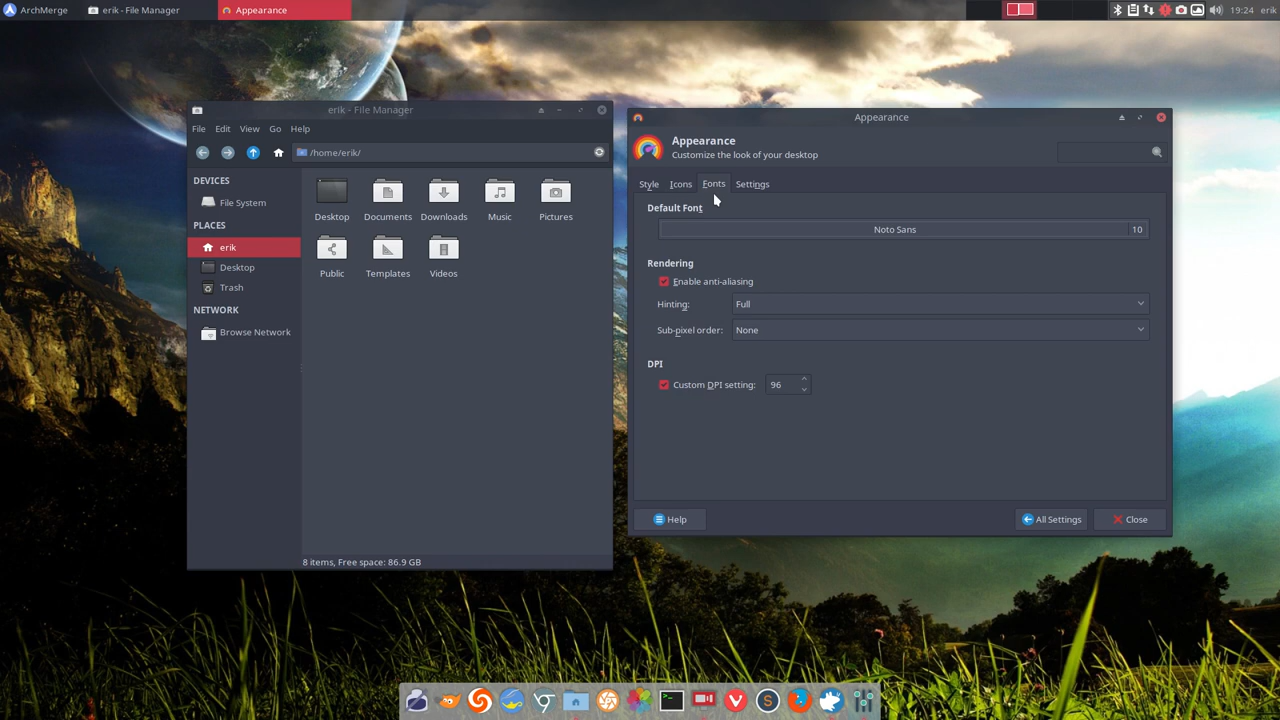 ArchMerge
erik - File Manager
Appearance
19:24
erik
erik - File Manager
File Edit View Go Help
/home/erik/
DEVICES
File System
PLACES
erik
Desktop
Trash
NETWORK
Browse Network
Desktop Documents Downloads Music Pictures
Public Templates Videos
8 items, Free space: 86.9 GB
Appearance
Appearance
Customize the look of your desktop
Style Icons Fonts Settings
Default Font
Noto Sans 10
Rendering
Enable anti-aliasing
Hinting: Full
Sub-pixel order: None
DPI
Custom DPI setting: 96
Help
All Settings
Close